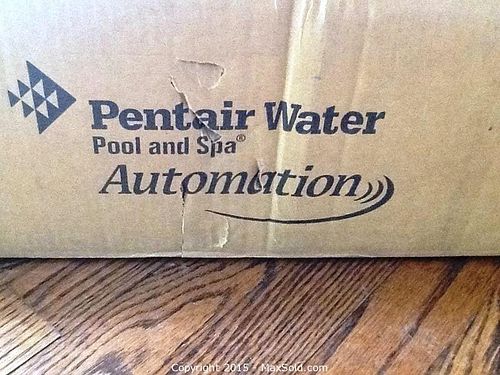 Pentair Water
Pool and Spa®
Automation
Copyright 2015 - MaxSold.com